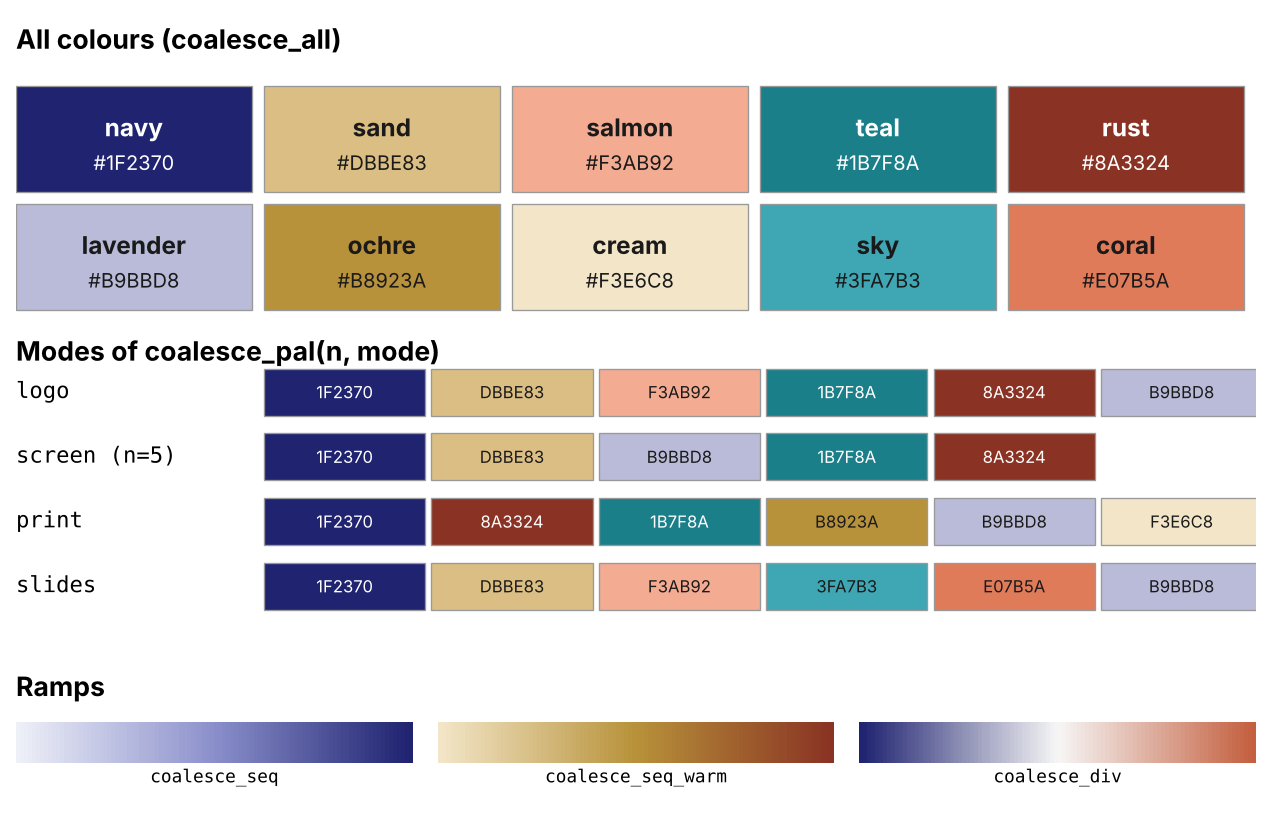 All colours (coalesce_all)
navy sand salmon teal rust
#1F2370 #DBBE83 #F3AB92 #1B7F8A #8A3324
lavender ochre cream sky coral
#B9BBD8 #B8923A #F3E6C8 #3FA7B3 #E07B5A
Modes of coalesce_pal(n, mode)
logo 1F2370 DBBE83 F3AB92 1B7F8A 8A3324 B9BBD8
screen (n=5) 1F2370 DBBE83 B9BBD8 1B7F8A 8A3324
print 1F2370 8A3324 1B7F8A B8923A B9BBD8 F3E6C8
slides 1F2370 DBBE83 F3AB92 3FA7B3 E07B5A B9BBD8
Ramps
coalesce_seq coalesce_seq_warm coalesce_div